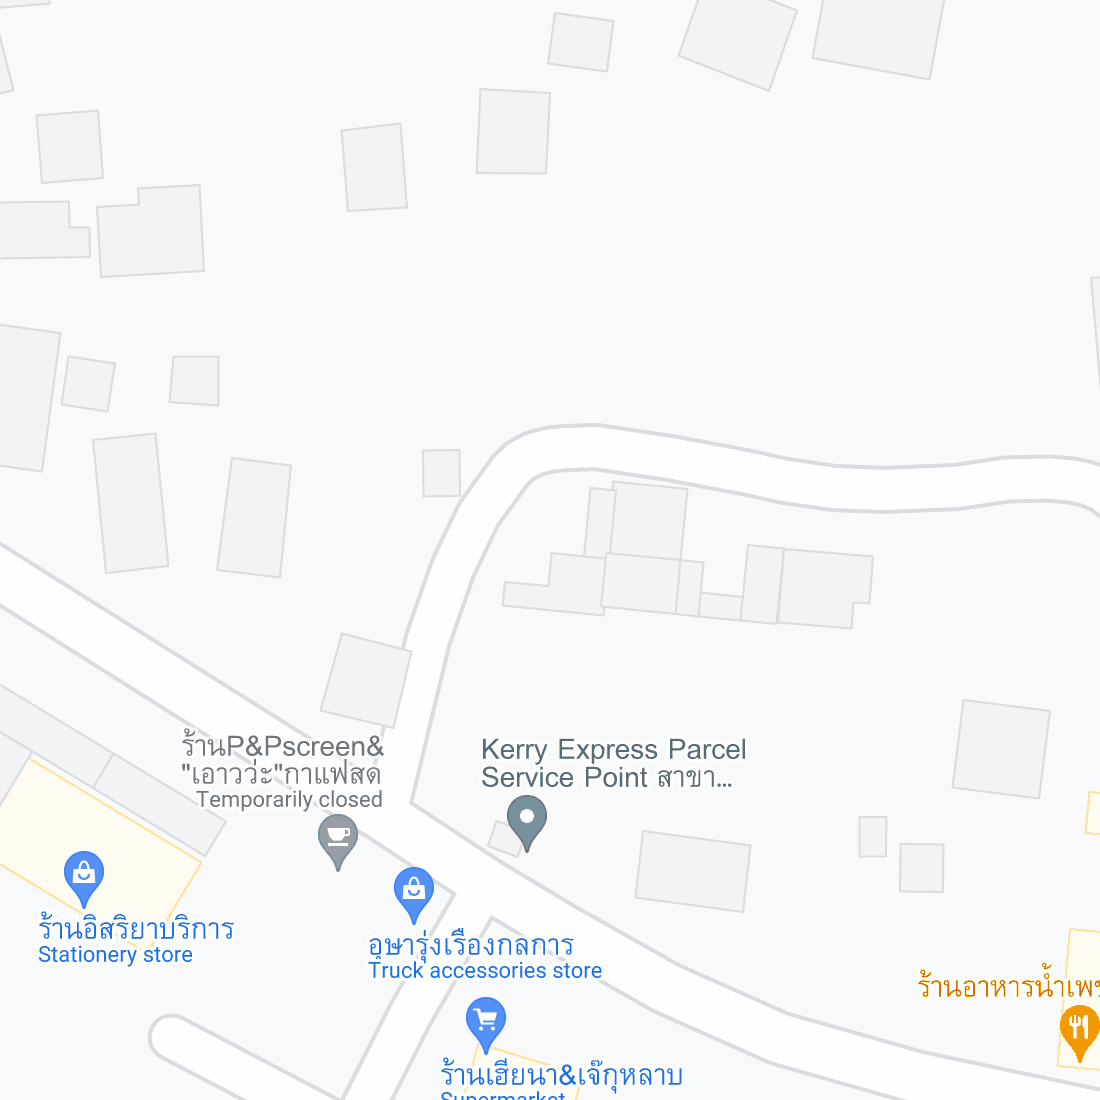 ร้านP&Pscreen&
"เอาวว่ะ"กาแฟสด
Temporarily closed
Kerry Express Parcel
Service Point สาขา...
ร้านอิสริยาบริการ
Stationery store
อุษารุ่งเรืองกลการ
Truck accessories store
ร้านอาหารน้ำเพช
ร้านเฮียนา&เจ๊กุหลาบ
Supermarket